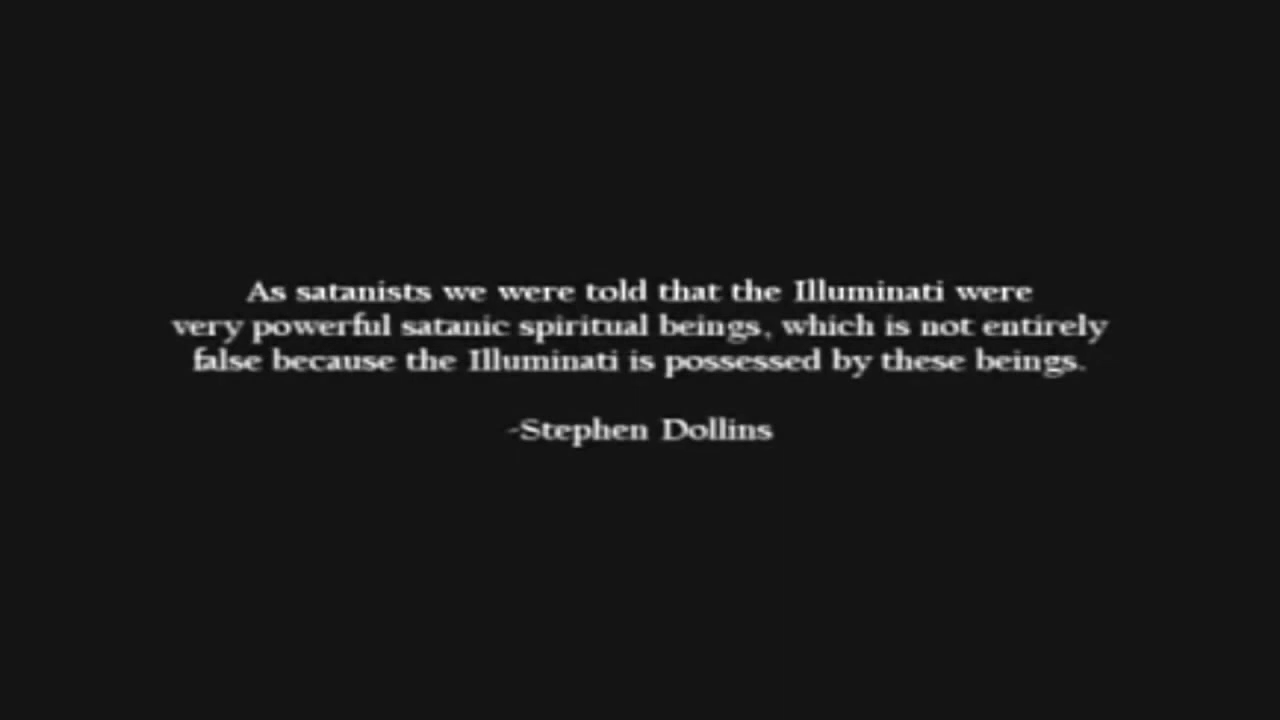 As satanists we were told that the Illuminati were
very powerful satanic spiritual beings, which is not entirely
false because the Illuminati is possessed by these beings.
-Stephen Dollins